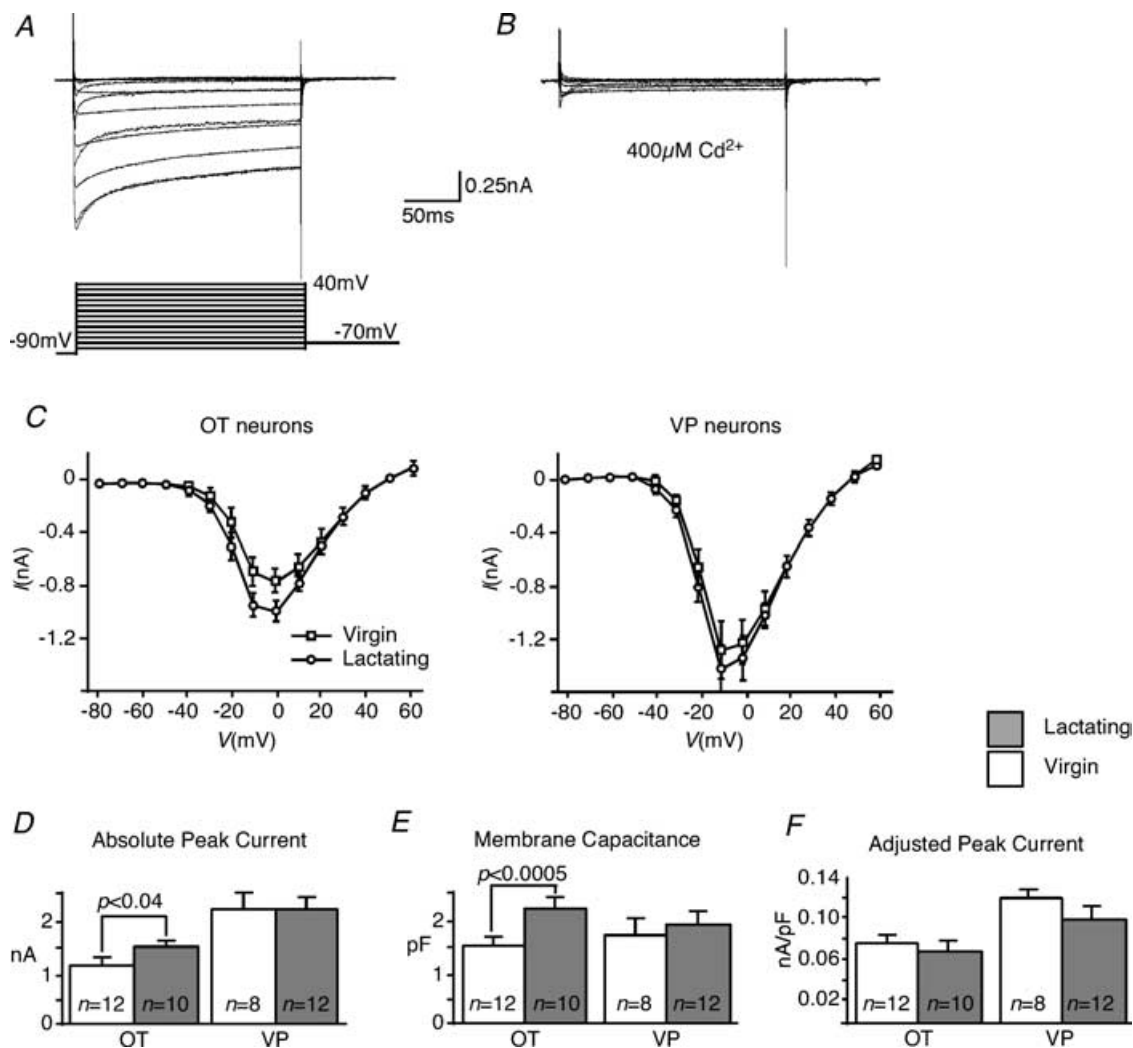 A
B
400µM Cd²⁺
0.25nA
50ms
40mV
-90mV
-70mV
C
OT neurons
VP neurons
0
-0.4
-0.8
-1.2
I(nA)
Virgin
Lactating
-80 -60 -40 -20 0 20 40 60
V(mV)
0
-0.4
-0.8
-1.2
I(nA)
-80 -60 -40 -20 0 20 40 60
V(mV)
Lactating
Virgin
D
Absolute Peak Current
p<0.04
2
nA
1
0
n=12 n=10 n=8 n=12
OT VP
E
Membrane Capacitance
p<0.0005
2
pF
1
0
n=12 n=10 n=8 n=12
OT VP
F
Adjusted Peak Current
0.14
0.10
0.06
0.02
nA/pF
n=12 n=10 n=8 n=12
OT VP